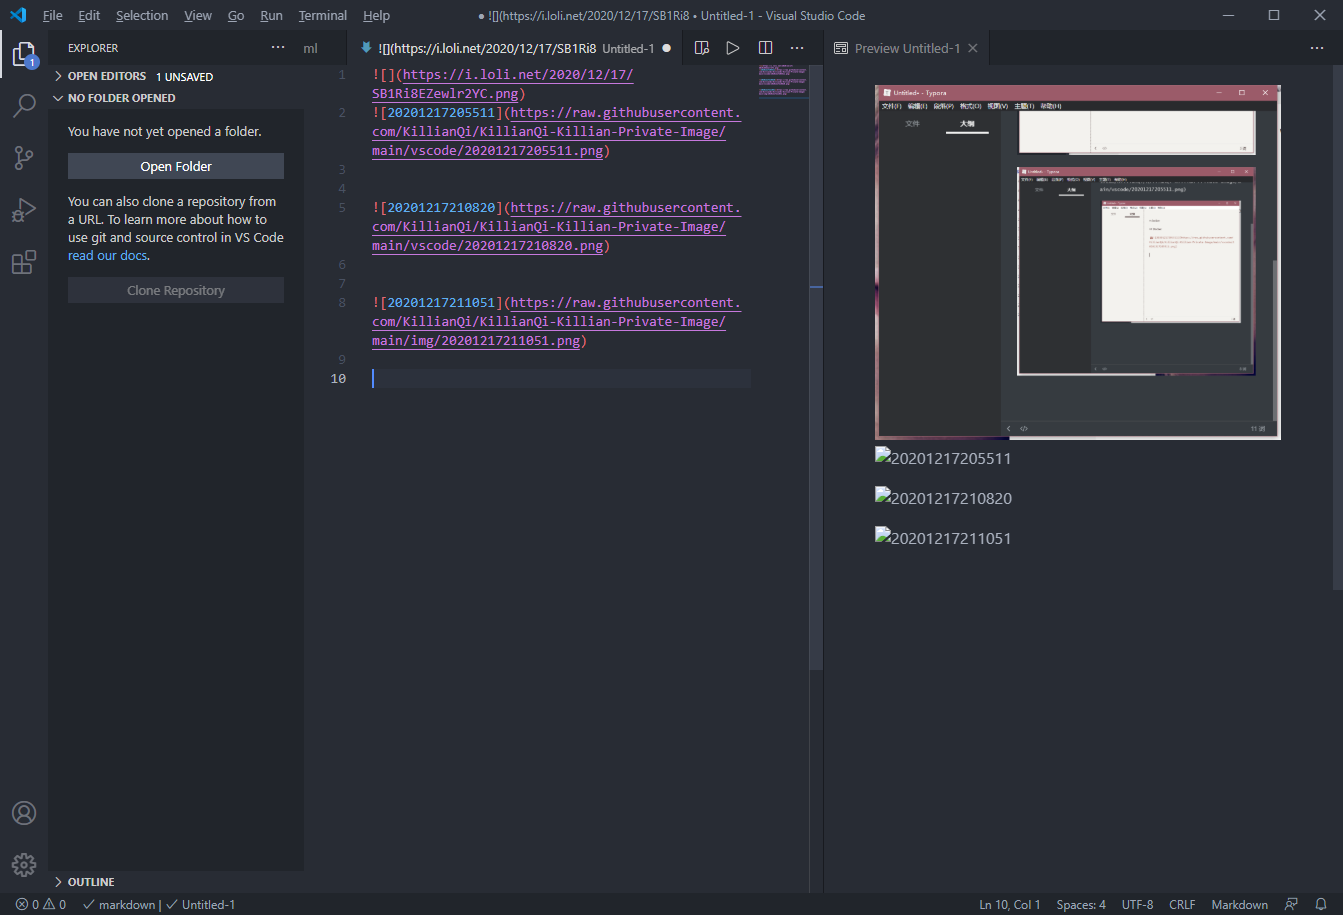 File Edit Selection View Go Run Terminal Help
● ![](https://i.loli.net/2020/12/17/SB1Ri8 • Untitled-1 - Visual Studio Code
1
EXPLORER
OPEN EDITORS 1 UNSAVED
NO FOLDER OPENED
You have not yet opened a folder.
Open Folder
You can also clone a repository from
a URL. To learn more about how to
use git and source control in VS Code
read our docs.
Clone Repository
OUTLINE
ml
![](https://i.loli.net/2020/12/17/SB1Ri8 Untitled-1 ●
1 ![](https://i.loli.net/2020/12/17/
SB1Ri8EZewlr2YC.png)
2 ![20201217205511](https://raw.githubusercontent.
com/KillianQi/KillianQi-Killian-Private-Image/
main/vscode/20201217205511.png)
3
4
5 ![20201217210820](https://raw.githubusercontent.
com/KillianQi/KillianQi-Killian-Private-Image/
main/vscode/20201217210820.png)
6
7
8 ![20201217211051](https://raw.githubusercontent.
com/KillianQi/KillianQi-Killian-Private-Image/
main/img/20201217211051.png)
9
10
Preview Untitled-1
Untitled• - Typora
文件(F) 编辑(E) 段落(P) 格式(O) 视图(V) 主题(T) 帮助(H)
文件 大纲
main/vscode/20201217205511.png)
11 词
20201217205511
20201217210820
20201217211051
0 0 markdown | Untitled-1
Ln 10, Col 1 Spaces: 4 UTF-8 CRLF Markdown